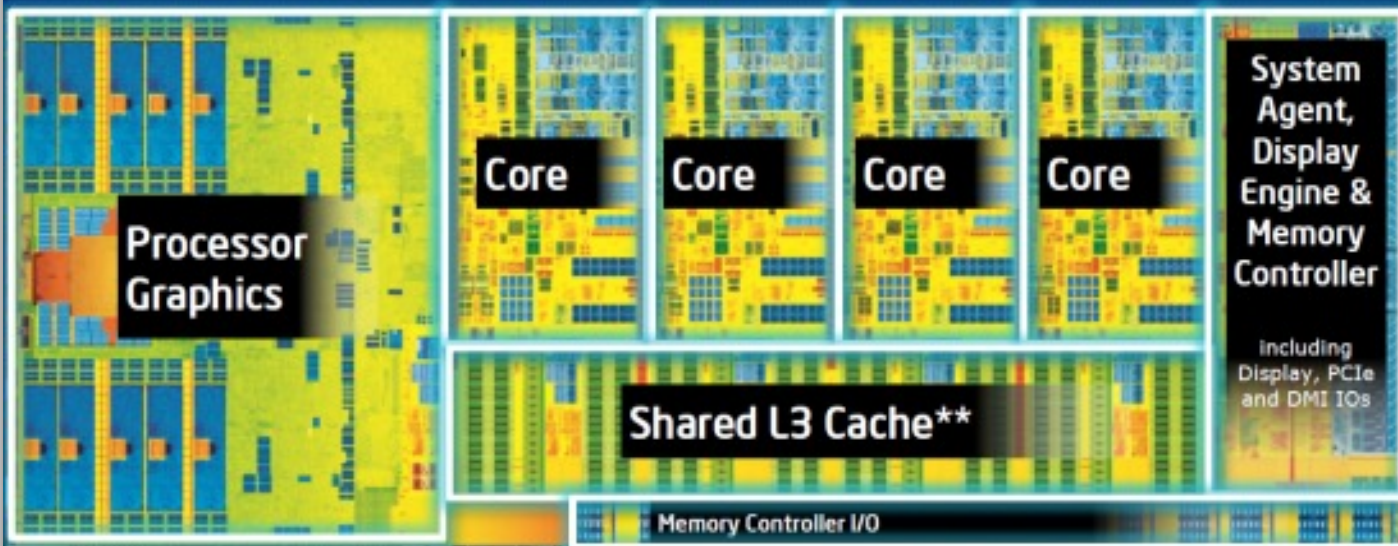 Processor
Graphics
Core
Core
Core
Core
System
Agent,
Display
Engine &
Memory
Controller
including
Display, PCIe
and DMI IOs
Shared L3 Cache**
Memory Controller I/O